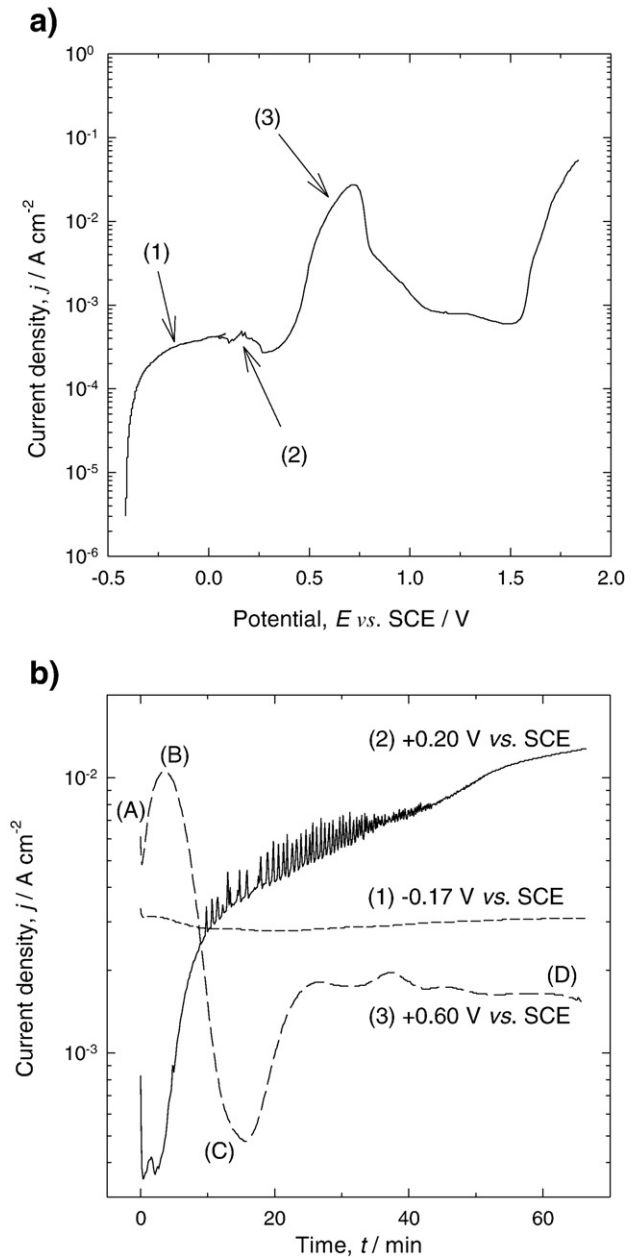 a)
10⁰
10⁻¹
10⁻²
10⁻³
10⁻⁴
10⁻⁵
10⁻⁶
Current density, j / A cm⁻²
(1)
(2)
(3)
-0.5 0.0 0.5 1.0 1.5 2.0
Potential, E vs. SCE / V
b)
10⁻²
10⁻³
Current density, j / A cm⁻²
(A)
(B)
(C)
(D)
(2) +0.20 V vs. SCE
(1) -0.17 V vs. SCE
(3) +0.60 V vs. SCE
0 20 40 60
Time, t / min